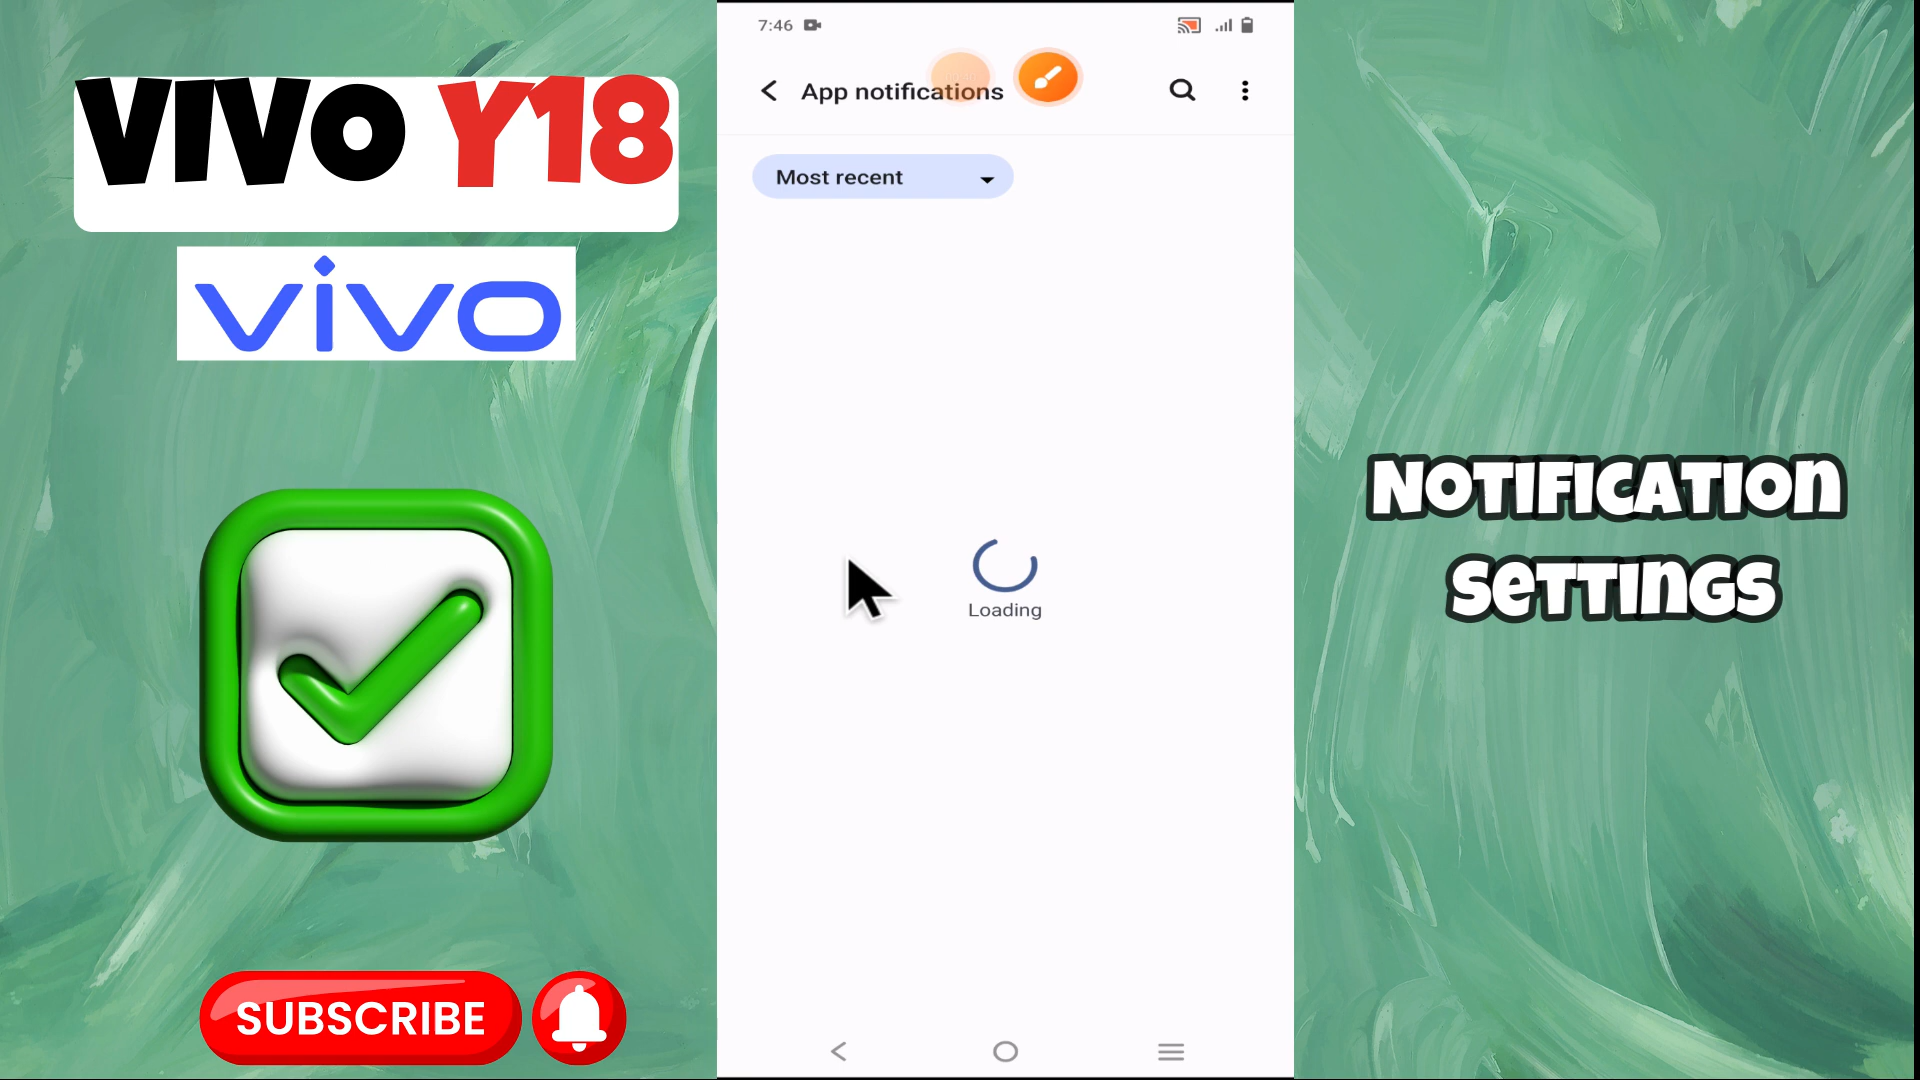 VIVO Y18
vivo
SUBSCRIBE
7:46
App notifications
Most recent
Loading
NOTIFICATION
SETTINGS